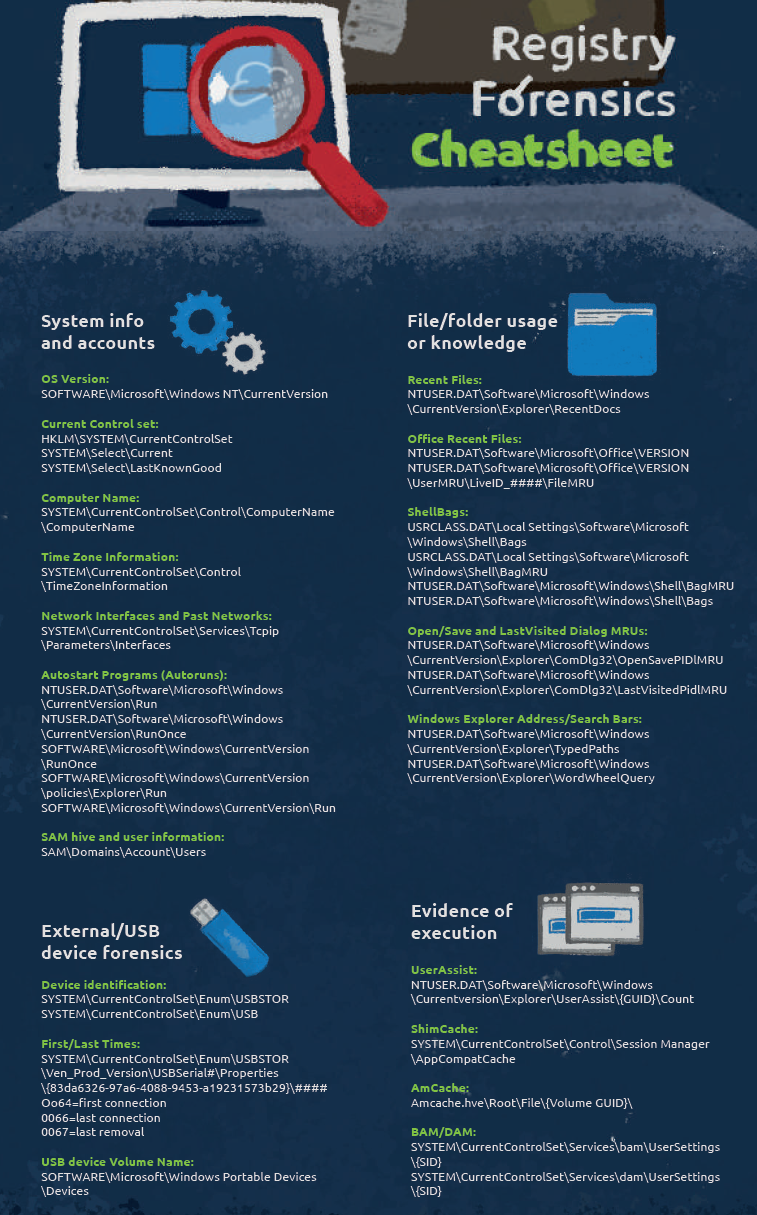 Registry
Forensics
Cheatsheet
System info
and accounts
OS Version:
SOFTWARE\Microsoft\Windows NT\CurrentVersion
Current Control set:
HKLM\SYSTEM\CurrentControlSet
SYSTEM\Select\Current
SYSTEM\Select\LastKnownGood
Computer Name:
SYSTEM\CurrentControlSet\Control\ComputerName
\ComputerName
Time Zone Information:
SYSTEM\CurrentControlSet\Control
\TimeZoneInformation
Network Interfaces and Past Networks:
SYSTEM\CurrentControlSet\Services\Tcpip
\Parameters\Interfaces
Autostart Programs (Autoruns):
NTUSER.DAT\Software\Microsoft\Windows
\CurrentVersion\Run
NTUSER.DAT\Software\Microsoft\Windows
\CurrentVersion\RunOnce
SOFTWARE\Microsoft\Windows\CurrentVersion
\RunOnce
SOFTWARE\Microsoft\Windows\CurrentVersion
\policies\Explorer\Run
SOFTWARE\Microsoft\Windows\CurrentVersion\Run
SAM hive and user information:
SAM\Domains\Account\Users
File/folder usage
or knowledge
Recent Files:
NTUSER.DAT\Software\Microsoft\Windows
\CurrentVersion\Explorer\RecentDocs
Office Recent Files:
NTUSER.DAT\Software\Microsoft\Office\VERSION
NTUSER.DAT\Software\Microsoft\Office\VERSION
\UserMRU\LiveID_####\FileMRU
ShellBags:
USRCLASS.DAT\Local Settings\Software\Microsoft
\Windows\Shell\Bags
USRCLASS.DAT\Local Settings\Software\Microsoft
\Windows\Shell\BagMRU
NTUSER.DAT\Software\Microsoft\Windows\Shell\BagMRU
NTUSER.DAT\Software\Microsoft\Windows\Shell\Bags
Open/Save and LastVisited Dialog MRUs:
NTUSER.DAT\Software\Microsoft\Windows
\CurrentVersion\Explorer\ComDlg32\OpenSavePIDlMRU
NTUSER.DAT\Software\Microsoft\Windows
\CurrentVersion\Explorer\ComDlg32\LastVisitedPidlMRU
Windows Explorer Address/Search Bars:
NTUSER.DAT\Software\Microsoft\Windows
\CurrentVersion\Explorer\TypedPaths
NTUSER.DAT\Software\Microsoft\Windows
\CurrentVersion\Explorer\WordWheelQuery
External/USB
device forensics
Device identification:
SYSTEM\CurrentControlSet\Enum\USBSTOR
SYSTEM\CurrentControlSet\Enum\USB
First/Last Times:
SYSTEM\CurrentControlSet\Enum\USBSTOR
\Ven_Prod_Version\USBSerial#\Properties
\{83da6326-97a6-4088-9453-a19231573b29}\####
Oo64=first connection
0066=last connection
0067=last removal
USB device Volume Name:
SOFTWARE\Microsoft\Windows Portable Devices
\Devices
Evidence of
execution
UserAssist:
NTUSER.DAT\Software\Microsoft\Windows
\Currentversion\Explorer\UserAssist\{GUID}\Count
ShimCache:
SYSTEM\CurrentControlSet\Control\Session Manager
\AppCompatCache
AmCache:
Amcache.hve\Root\File\{Volume GUID}\
BAM/DAM:
SYSTEM\CurrentControlSet\Services\bam\UserSettings
\{SID}
SYSTEM\CurrentControlSet\Services\dam\UserSettings
\{SID}